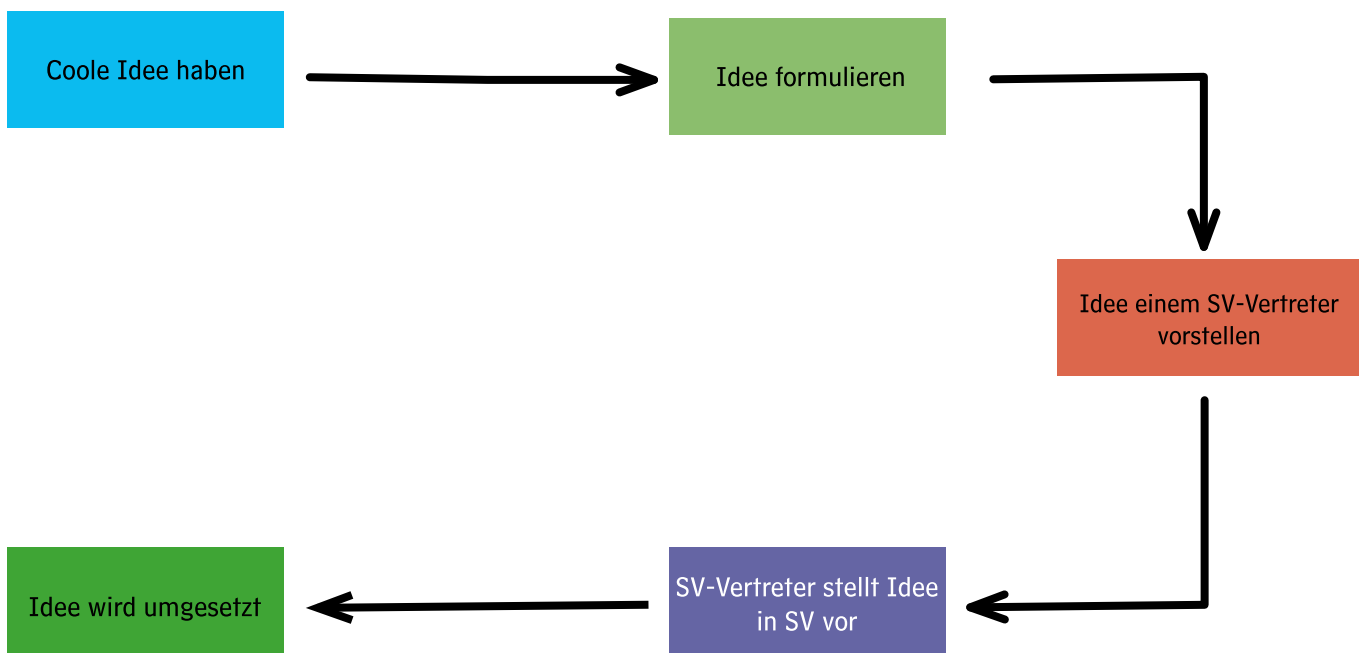 Coole Idee haben
Idee formulieren
Idee einem SV-Vertreter
vorstellen
SV-Vertreter stellt Idee
in SV vor
Idee wird umgesetzt